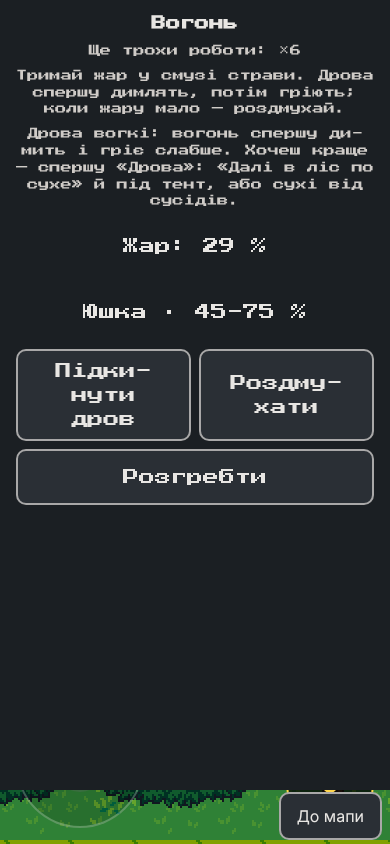 Вогонь
Ще трохи роботи: ×6
Тримай жар у смузі страви. Дрова
спершу димлять, потім гріють;
коли жару мало — роздмухай.
Дрова вогкі: вогонь спершу ди-
мить і гріє слабше. Хочеш краще
— спершу «Дрова»: «Далі в ліс по
сухе» й під тент, або сухі від
сусідів.
Жар: 29 %
Юшка · 45–75 %
Підки-
нути
дров
Роздму-
хати
Розгребти
До мапи